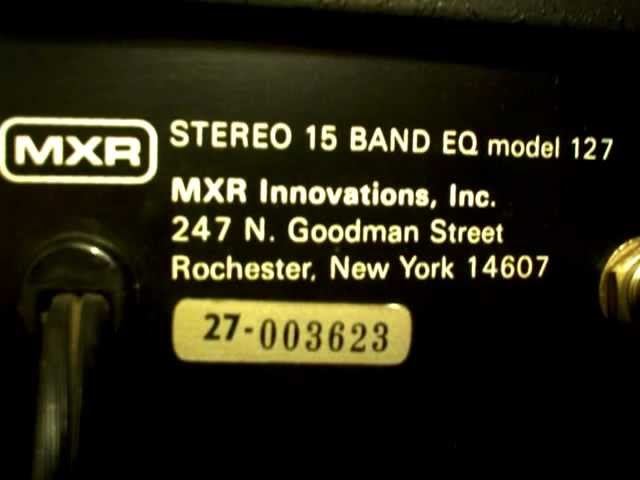 MXR
STEREO 15 BAND EQ model 127
MXR Innovations, Inc.
247 N. Goodman Street
Rochester, New York 14607
27-003623